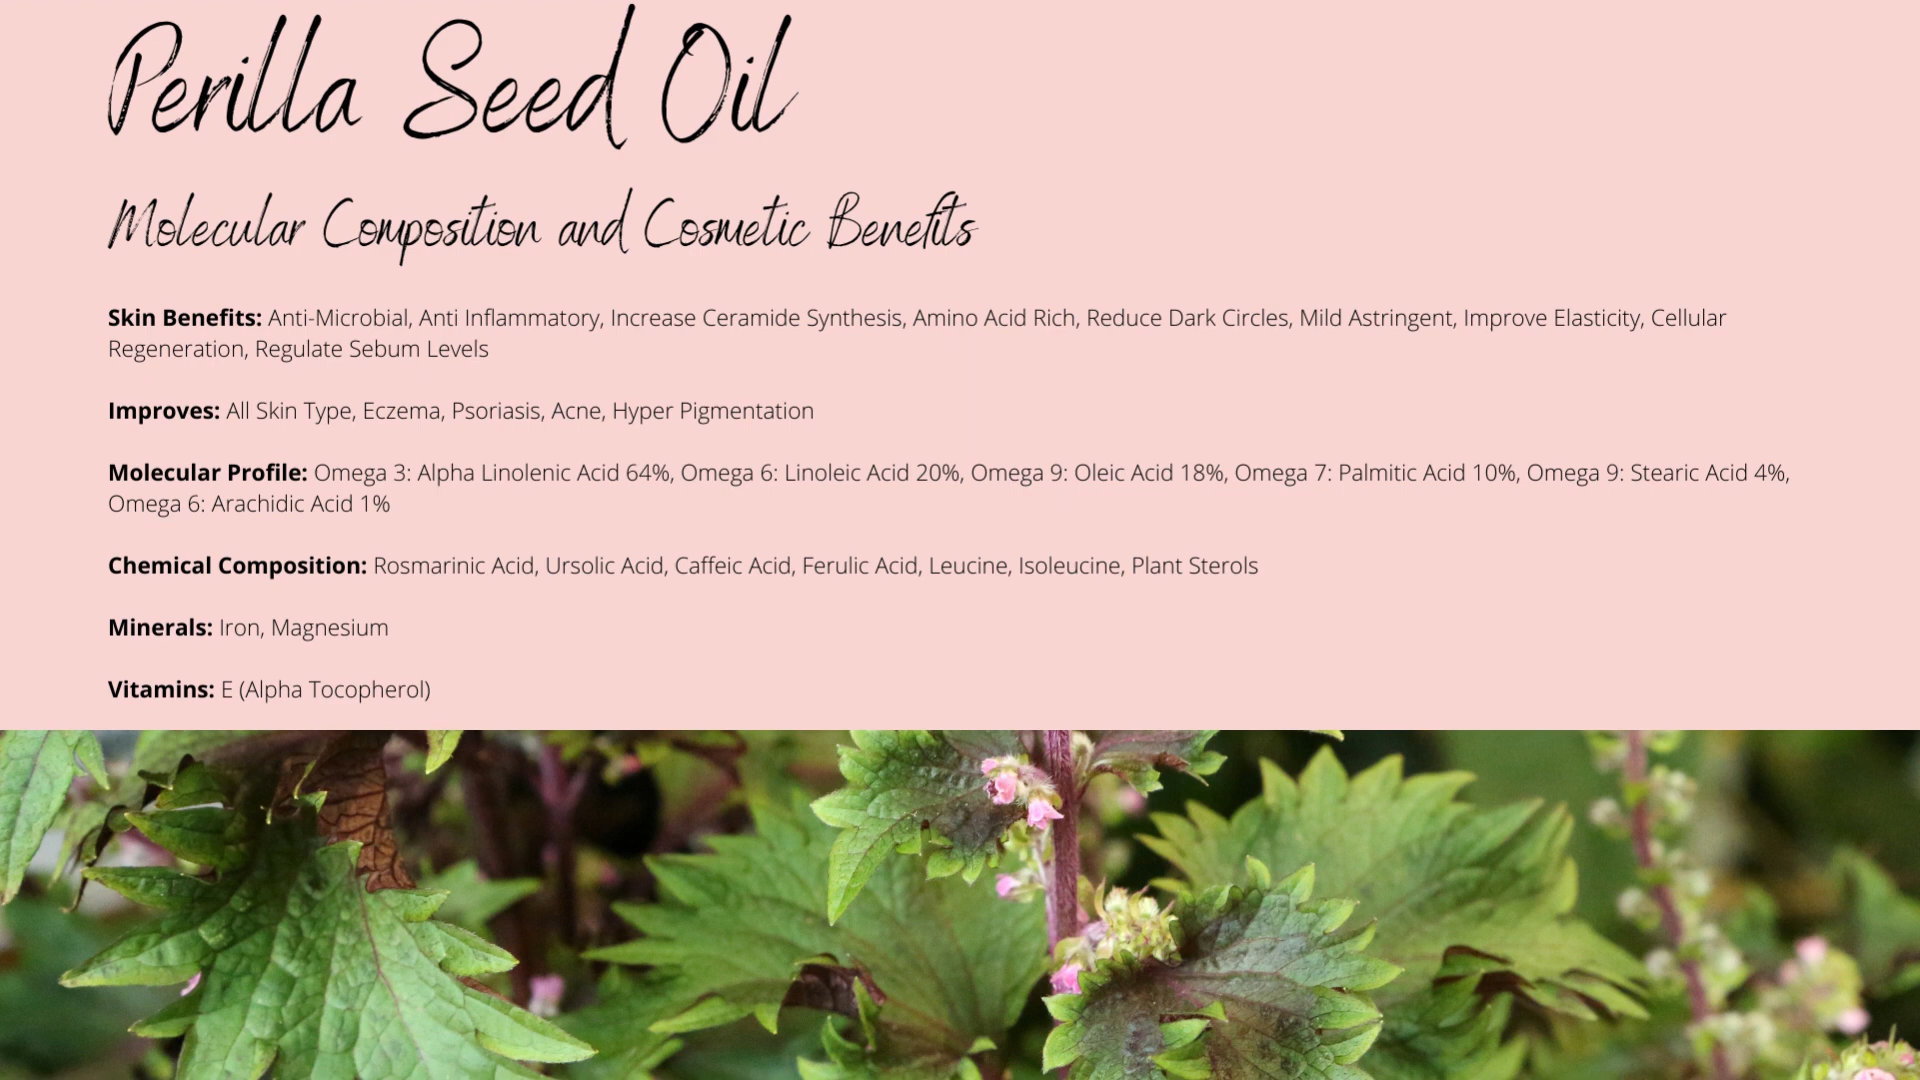 Perilla Seed Oil
Molecular Composition and Cosmetic Benefits
Skin Benefits: Anti-Microbial, Anti Inflammatory, Increase Ceramide Synthesis, Amino Acid Rich, Reduce Dark Circles, Mild Astringent, Improve Elasticity, Cellular
Regeneration, Regulate Sebum Levels
Improves: All Skin Type, Eczema, Psoriasis, Acne, Hyper Pigmentation
Molecular Profile: Omega 3: Alpha Linolenic Acid 64%, Omega 6: Linoleic Acid 20%, Omega 9: Oleic Acid 18%, Omega 7: Palmitic Acid 10%, Omega 9: Stearic Acid 4%,
Omega 6: Arachidic Acid 1%
Chemical Composition: Rosmarinic Acid, Ursolic Acid, Caffeic Acid, Ferulic Acid, Leucine, Isoleucine, Plant Sterols
Minerals: Iron, Magnesium
Vitamins: E (Alpha Tocopherol)